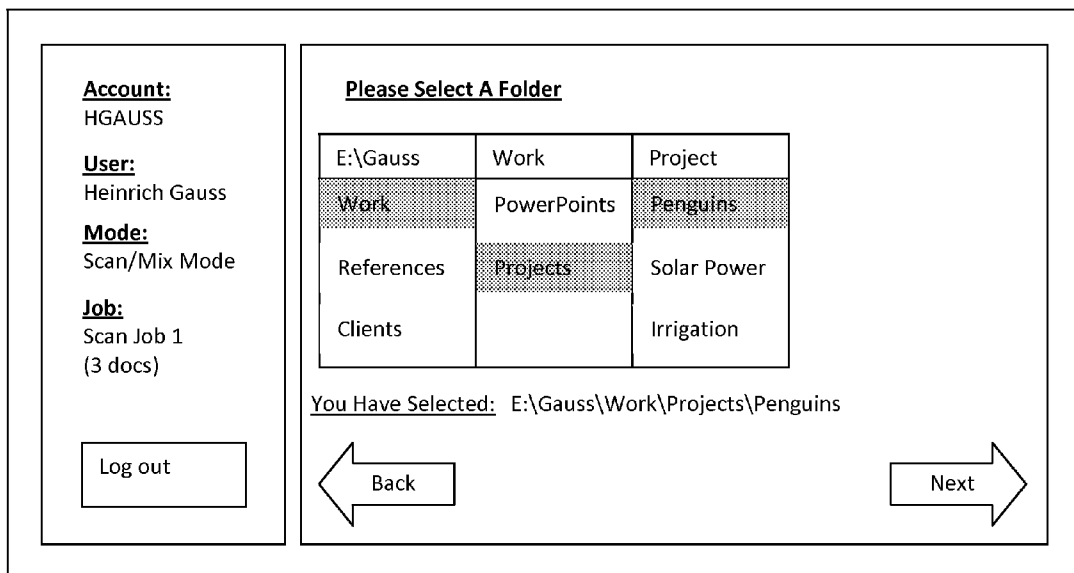 Account:
HGAUSS
User:
Heinrich Gauss
Mode:
Scan/Mix Mode
Job:
Scan Job 1
(3 docs)
Log out
Please Select A Folder
E:\Gauss Work Project
Work PowerPoints Penguins
References Projects Solar Power
Clients Irrigation
You Have Selected: E:\Gauss\Work\Projects\Penguins
Back Next